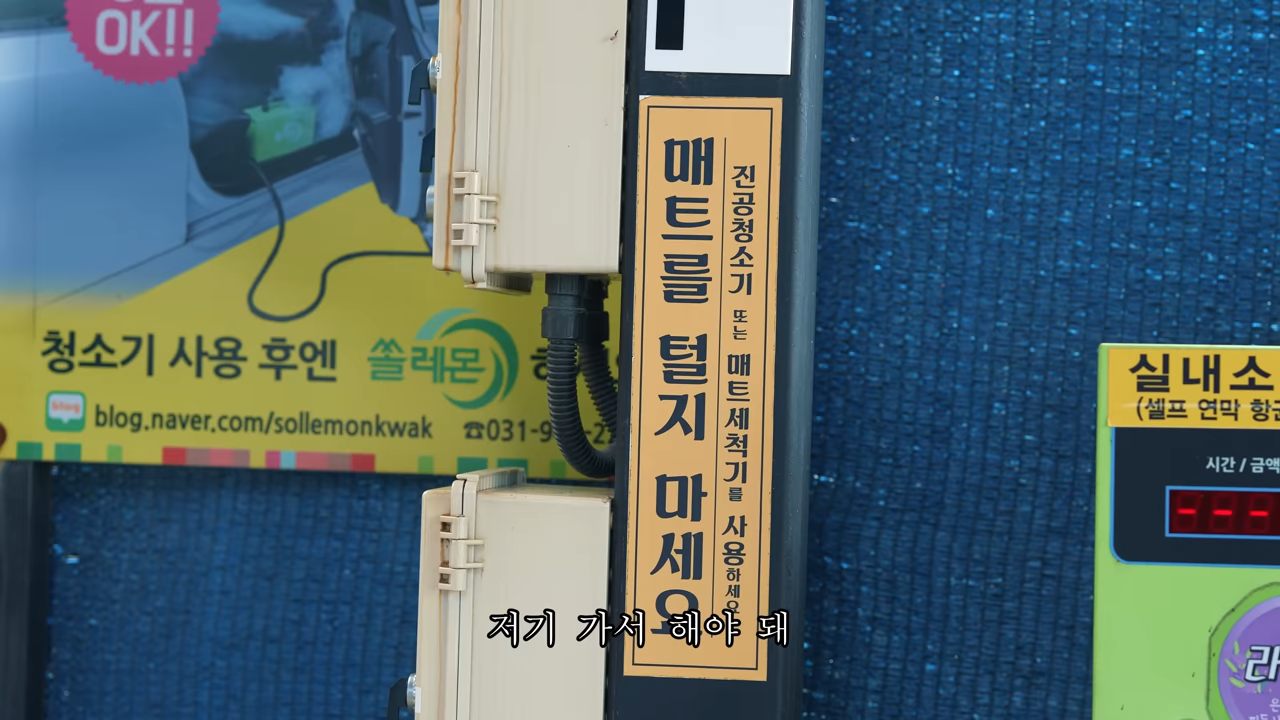 OK!!
청소기 사용 후엔 쏠레몬
blog
blog.naver.com/sollemonkwak ☎031-9
매트를 털지 마세요
진공청소기 또는 매트세척기를 사용하세요
실내소
(셀프 연막 항균
시간 / 금액
저기 가서 해야 돼